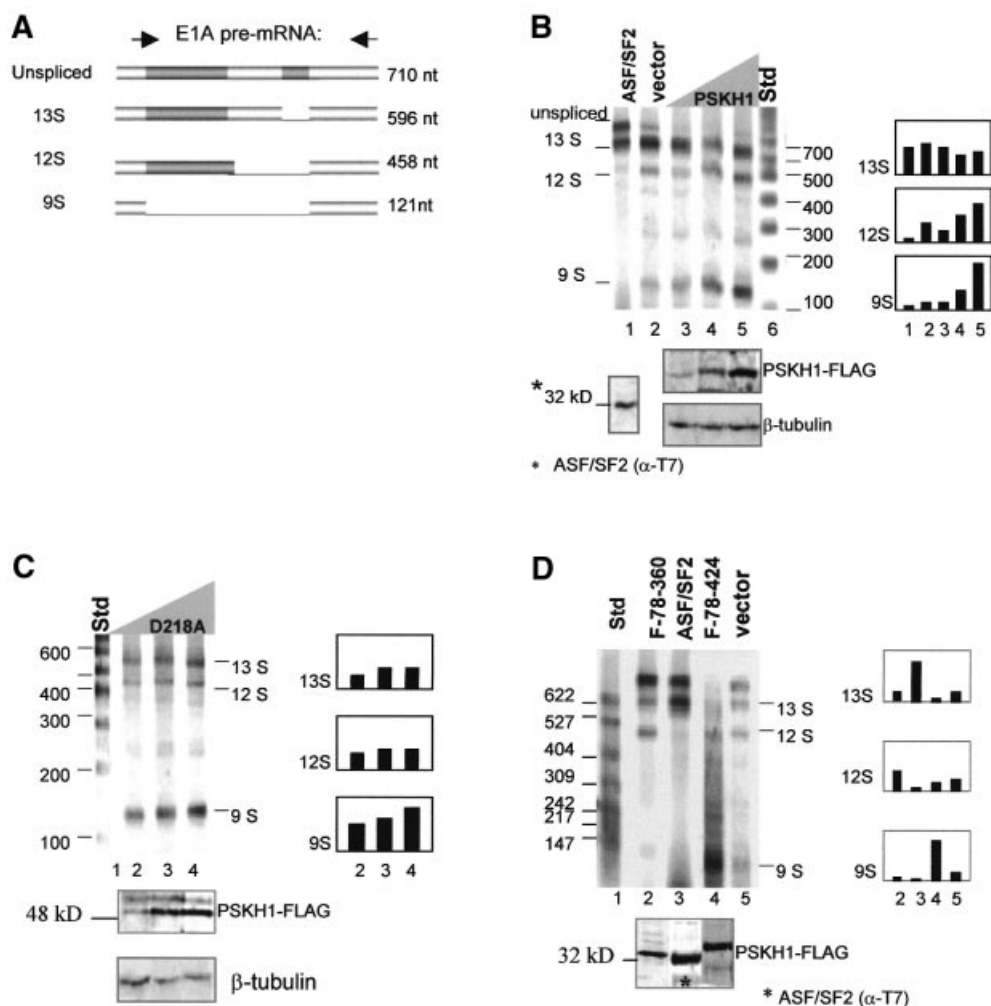 A
E1A pre-mRNA:
Unspliced
710 nt
13S
596 nt
12S
458 nt
9S
121nt
B
ASF/SF2
vector
PSKH1
Std
unspliced
13 S
12 S
9 S
700
500
400
300
200
100
1 2 3 4 5 6
13S
12S
9S
1 2 3 4 5
PSKH1-FLAG
* 32 kD
β-tubulin
* ASF/SF2 (α-T7)
C
Std
D218A
600
400
300
200
100
13 S
12 S
9 S
1 2 3 4
13S
12S
9S
2 3 4
48 kD
PSKH1-FLAG
β-tubulin
D
Std
F-78-360
ASF/SF2
F-78-424
vector
622
527
404
309
242
217
147
13 S
12 S
9 S
1 2 3 4 5
13S
12S
9S
2 3 4 5
32 kD
PSKH1-FLAG
*
* ASF/SF2 (α-T7)